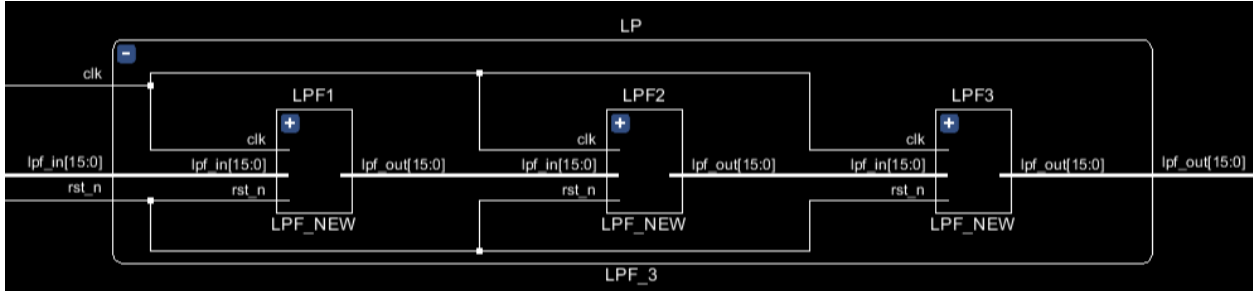 LP
clk
LPF1
LPF2
LPF3
clk
clk
clk
lpf_in[15:0]
lpf_in[15:0]
lpf_out[15:0]
lpf_in[15:0]
lpf_out[15:0]
lpf_in[15:0]
lpf_out[15:0]
lpf_out[15:0]
rst_n
rst_n
rst_n
rst_n
LPF_NEW
LPF_NEW
LPF_NEW
LPF_3